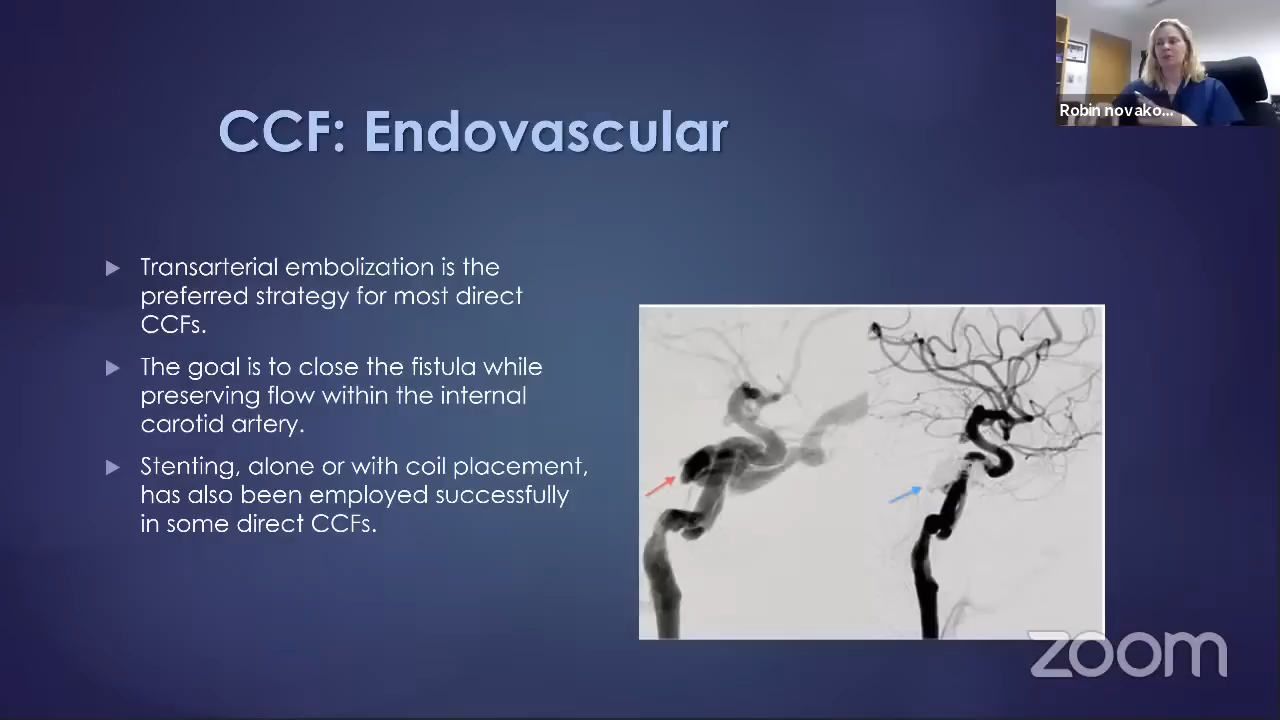 Robin novako...
CCF: Endovascular
Transarterial embolization is the
preferred strategy for most direct
CCFs.
The goal is to close the fistula while
preserving flow within the internal
carotid artery.
Stenting, alone or with coil placement,
has also been employed successfully
in some direct CCFs.
zoom